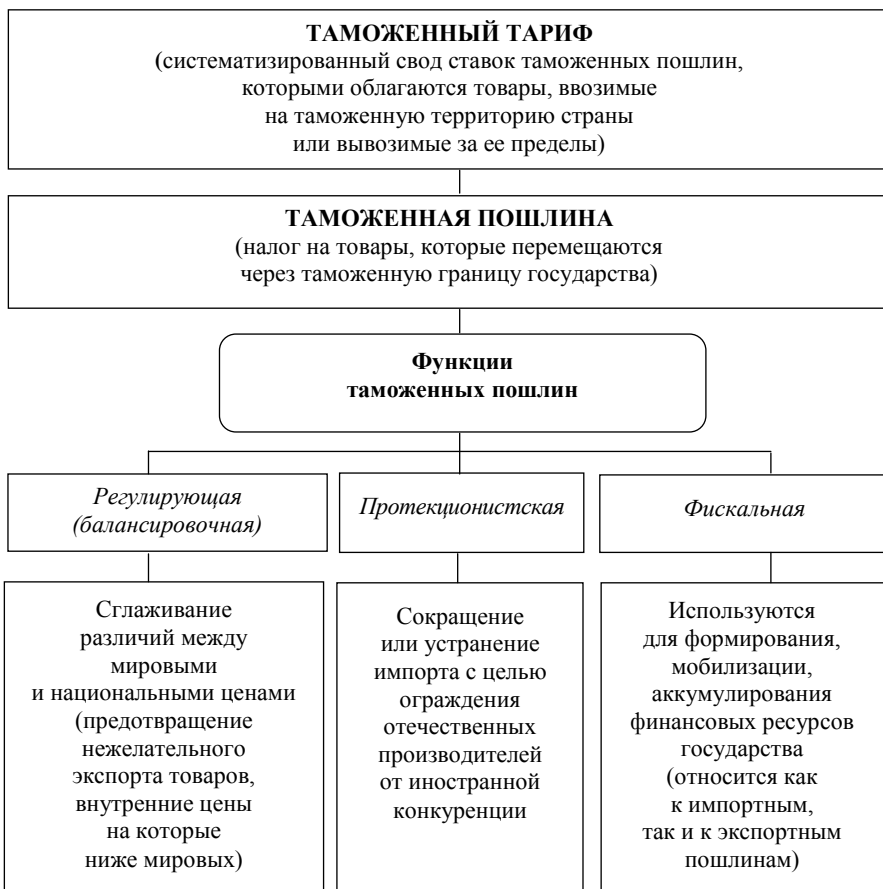 ТАМОЖЕННЫЙ ТАРИФ
(систематизированный свод ставок таможенных пошлин,
которыми облагаются товары, ввозимые
на таможенную территорию страны
или вывозимые за ее пределы)
ТАМОЖЕННАЯ ПОШЛИНА
(налог на товары, которые перемещаются
через таможенную границу государства)
Функции
таможенных пошлин
Регулирующая
(балансировочная)
Протекционистская
Фискальная
Сглаживание
различий между
мировыми
и национальными ценами
(предотвращение
нежелательного
экспорта товаров,
внутренние цены
на которые
ниже мировых)
Сокращение
или устранение
импорта с целью
ограждения
отечественных
производителей
от иностранной
конкуренции
Используются
для формирования,
мобилизации,
аккумулирования
финансовых ресурсов
государства
(относится как
к импортным,
так и к экспортным
пошлинам)